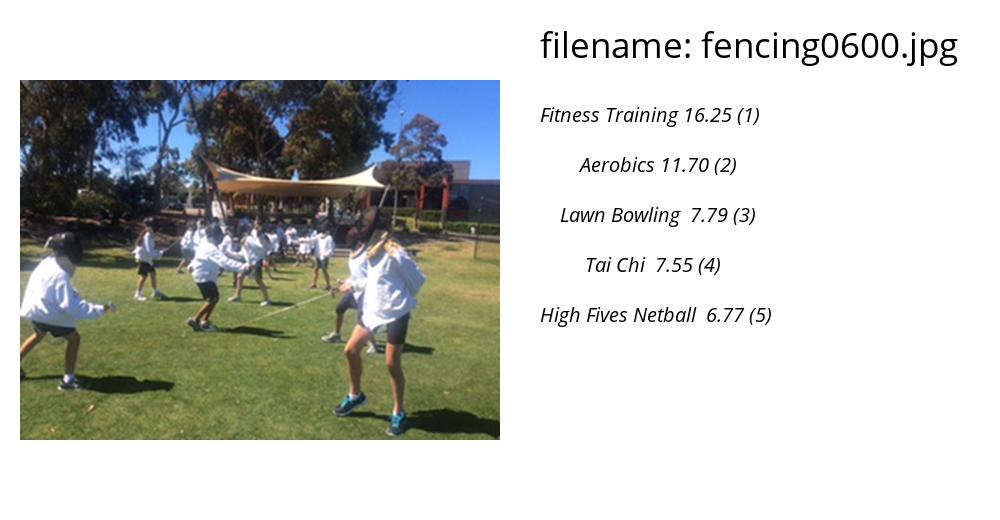 filename: fencing0600.jpg
Fitness Training 16.25 (1)
Aerobics 11.70 (2)
Lawn Bowling 7.79 (3)
Tai Chi 7.55 (4)
High Fives Netball 6.77 (5)